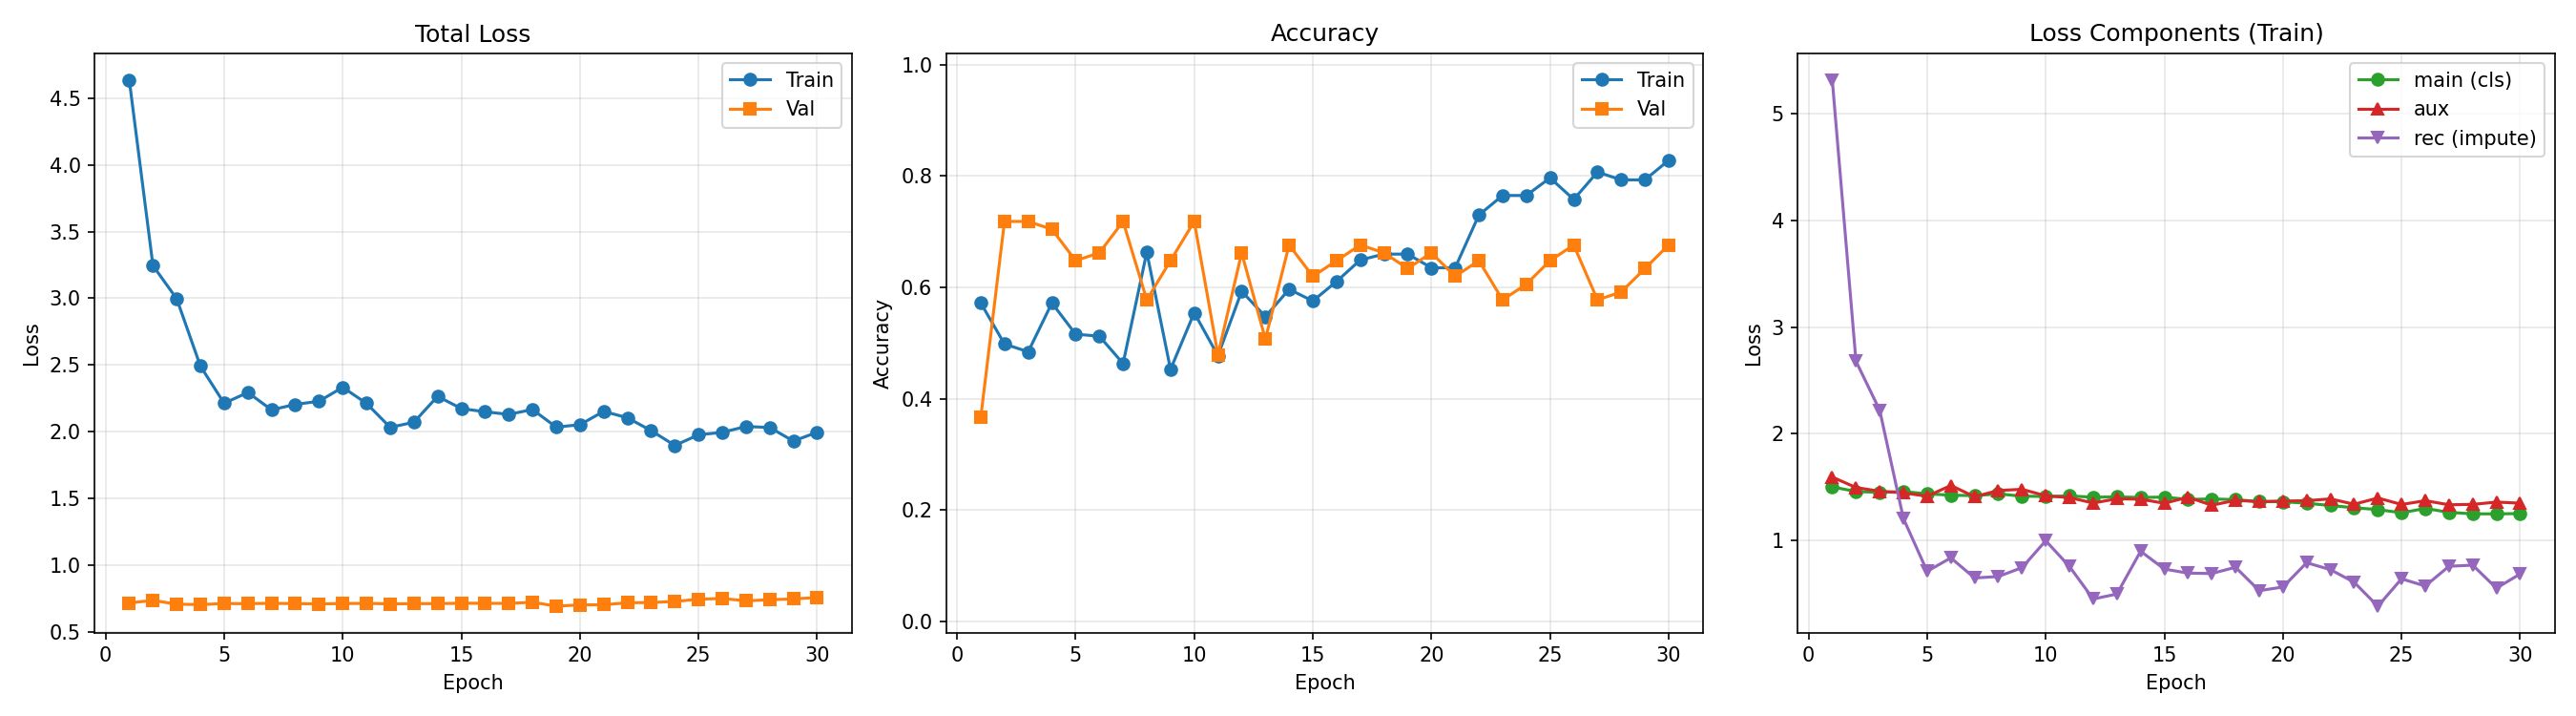 Total Loss
Train
Val
4.5
4.0
3.5
3.0
2.5
2.0
1.5
1.0
0.5
Loss
0 5 10 15 20 25 30
Epoch
Accuracy
Train
Val
1.0
0.8
0.6
0.4
0.2
0.0
Accuracy
0 5 10 15 20 25 30
Epoch
Loss Components (Train)
main (cls)
aux
rec (impute)
5
4
3
2
1
Loss
0 5 10 15 20 25 30
Epoch